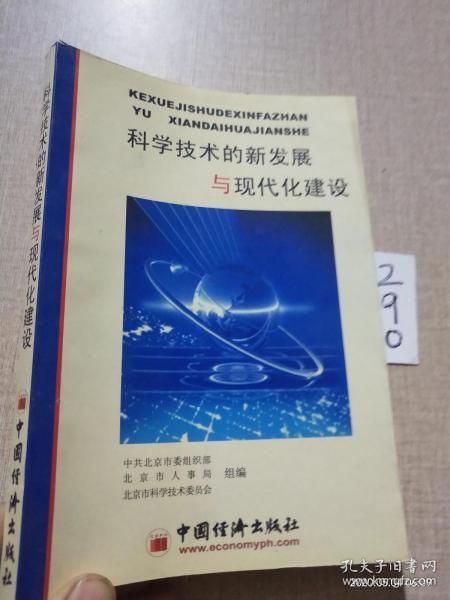 KEXUEJISHUDEXINFAZHAN
YU XIANDAIHUAJIANSHE
科学技术的新发展
与现代化建设
中共北京市委组织部
北京市人事局 组编
北京市科学技术委员会
中国经济出版社
www.economyph.com
科学技术的新发展与现代化建设
中国经济出版社
290
孔夫子旧书网